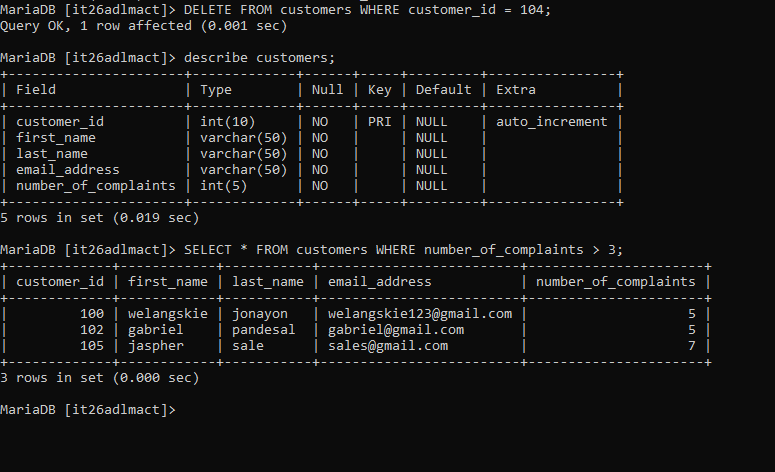 MariaDB [it26adlmact]> DELETE FROM customers WHERE customer_id = 104;
Query OK, 1 row affected (0.001 sec)
MariaDB [it26adlmact]> describe customers;
+----------------------+-------------+------+-----+---------+----------------+
| Field                | Type        | Null | Key | Default | Extra          |
+----------------------+-------------+------+-----+---------+----------------+
| customer_id          | int(10)     | NO   | PRI | NULL    | auto_increment |
| first_name           | varchar(50) | NO   |     | NULL    |                |
| last_name            | varchar(50) | NO   |     | NULL    |                |
| email_address        | varchar(50) | NO   |     | NULL    |                |
| number_of_complaints | int(5)      | NO   |     | NULL    |                |
+----------------------+-------------+------+-----+---------+----------------+
5 rows in set (0.019 sec)
MariaDB [it26adlmact]> SELECT * FROM customers WHERE number_of_complaints > 3;
+-------------+------------+-----------+-------------------------+----------------------+
| customer_id | first_name | last_name | email_address           | number_of_complaints |
+-------------+------------+-----------+-------------------------+----------------------+
|         100 | welangskie | jonayon   | welangskie123@gmail.com |                    5 |
|         102 | gabriel    | pandesal  | gabriel@gmail.com       |                    5 |
|         105 | jaspher    | sale      | sales@gmail.com         |                    7 |
+-------------+------------+-----------+-------------------------+----------------------+
3 rows in set (0.000 sec)
MariaDB [it26adlmact]>